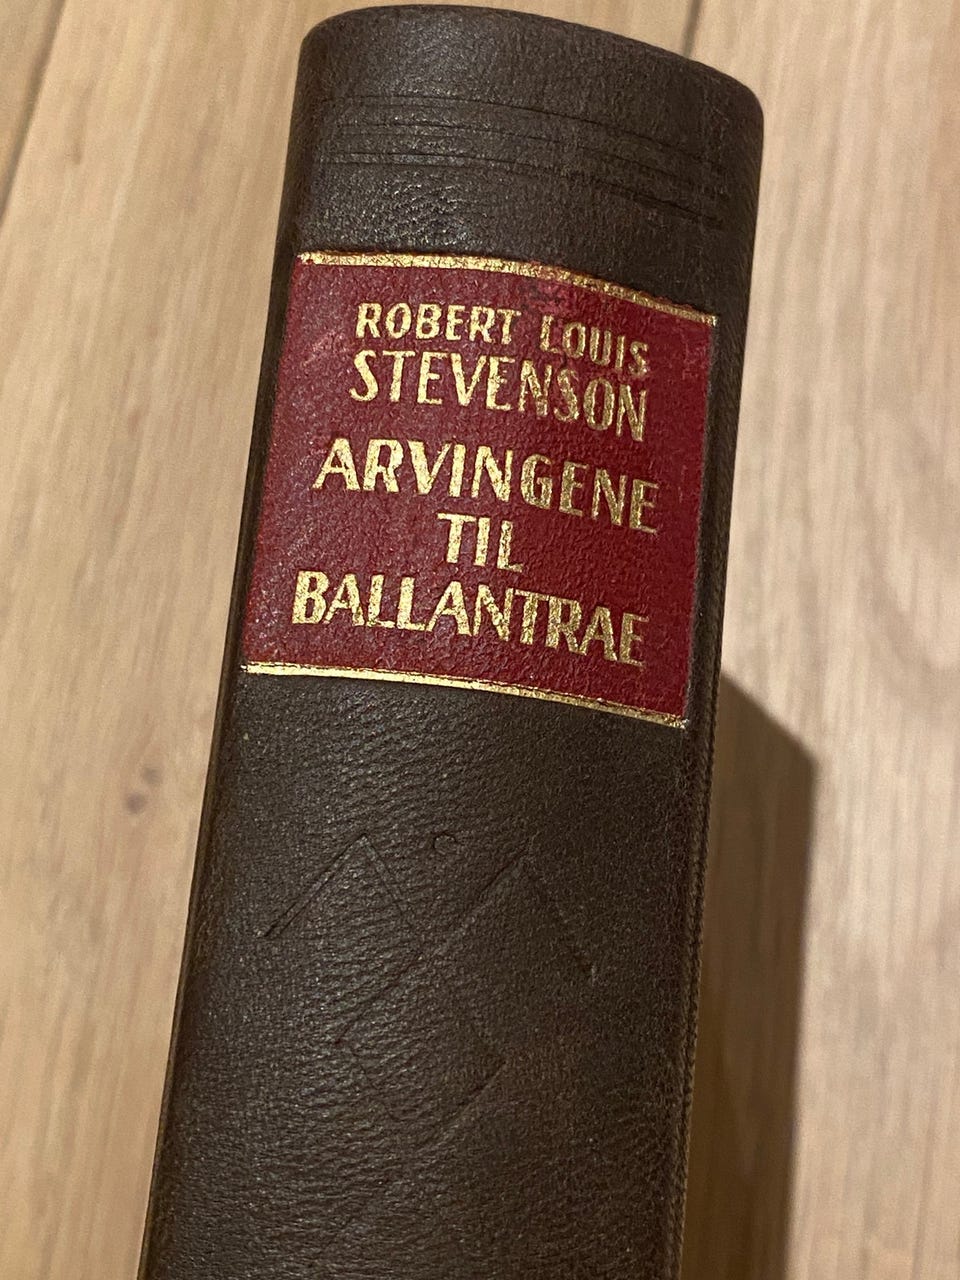 ROBERT LOUIS
STEVENSON
ARVINGENE
TIL
BALLANTRAE